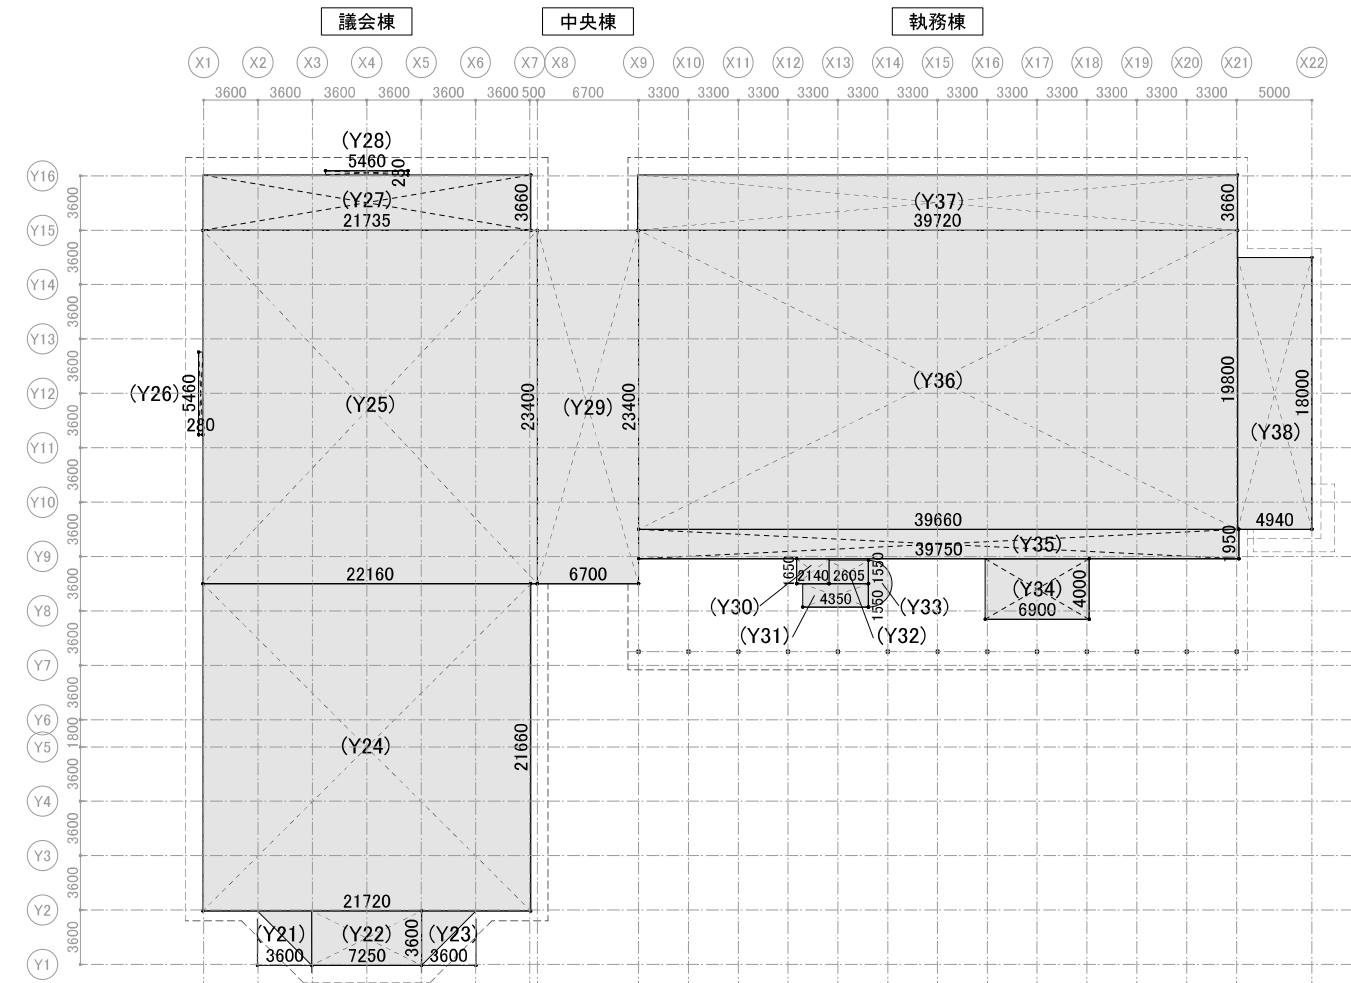 議会棟 中央棟 執務棟
X1 X2 X3 X4 X5 X6 X7 X8 X9 X10 X11 X12 X13 X14 X15 X16 X17 X18 X19 X20 X21 X22
3600 3600 3600 3600 3600 3600 500 6700 3300 3300 3300 3300 3300 3300 3300 3300 3300 3300 3300 3300 5000
(Y28)
5460
280
Y16
3600
(Y27)
21735
3660
(Y37)
39720
3660
Y15
3600
Y14
3600
Y13
3600
Y12
3600
Y11
3600
Y10
3600
Y9
3600
Y8
3600
Y7
3600
Y6
1800
Y5
3600
Y4
3600
Y3
3600
Y2
3600
Y1
(Y26)
5460
280
(Y25)
23400
22160
(Y29)
23400
6700
(Y36)
19800
39660
(Y38)
18000
4940
(Y35)
39750
1950
1650
2140
2605
1550
4350
1550
(Y30)
(Y31)
(Y32)
(Y33)
(Y34)
6900
4000
(Y24)
21660
21720
(Y21)
3600
(Y22)
7250
3600
(Y23)
3600